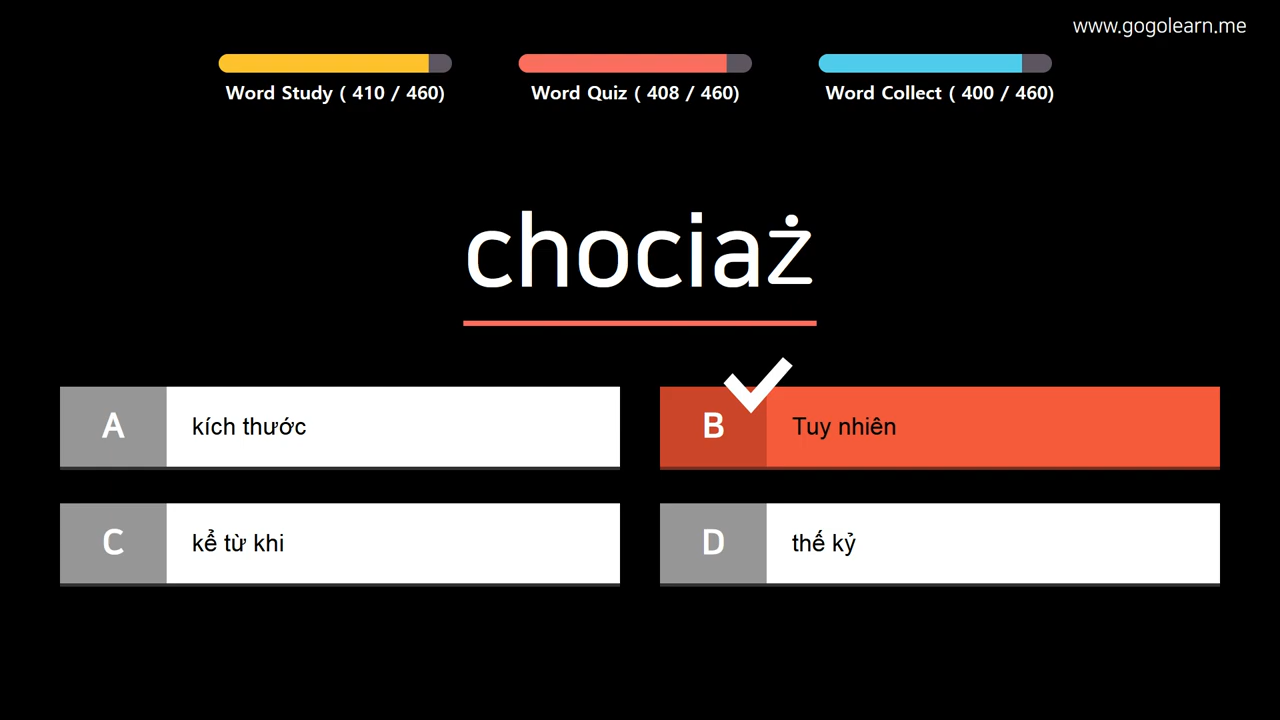 www.gogolearn.me
Word Study ( 410 / 460)
Word Quiz ( 408 / 460)
Word Collect ( 400 / 460)
chociaż
A kích thước
B Tuy nhiên
C kể từ khi
D thế kỷ